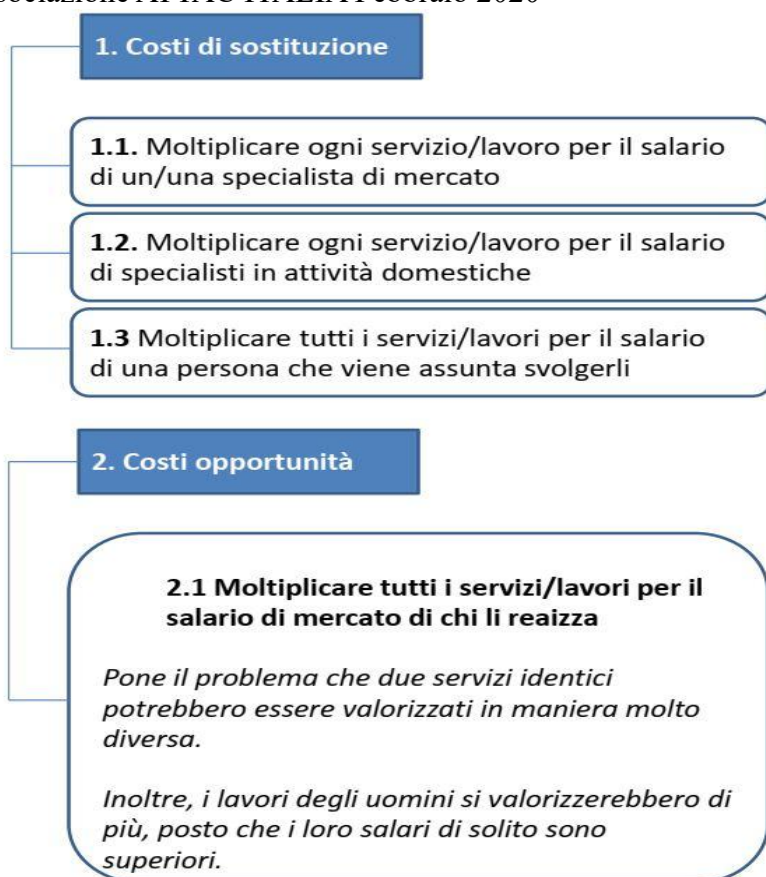 1. Costi di sostituzione
1.1. Moltiplicare ogni servizio/lavoro per il salario
di un/una specialista di mercato
1.2. Moltiplicare ogni servizio/lavoro per il salario
di specialisti in attività domestiche
1.3 Moltiplicare tutti i servizi/lavori per il salario
di una persona che viene assunta svolgerli
2. Costi opportunità
2.1 Moltiplicare tutti i servizi/lavori per il
salario di mercato di chi li reaizza
Pone il problema che due servizi identici
potrebbero essere valorizzati in maniera molto
diversa.
Inoltre, i lavori degli uomini si valorizzerebbero di
più, posto che i loro salari di solito sono
superiori.